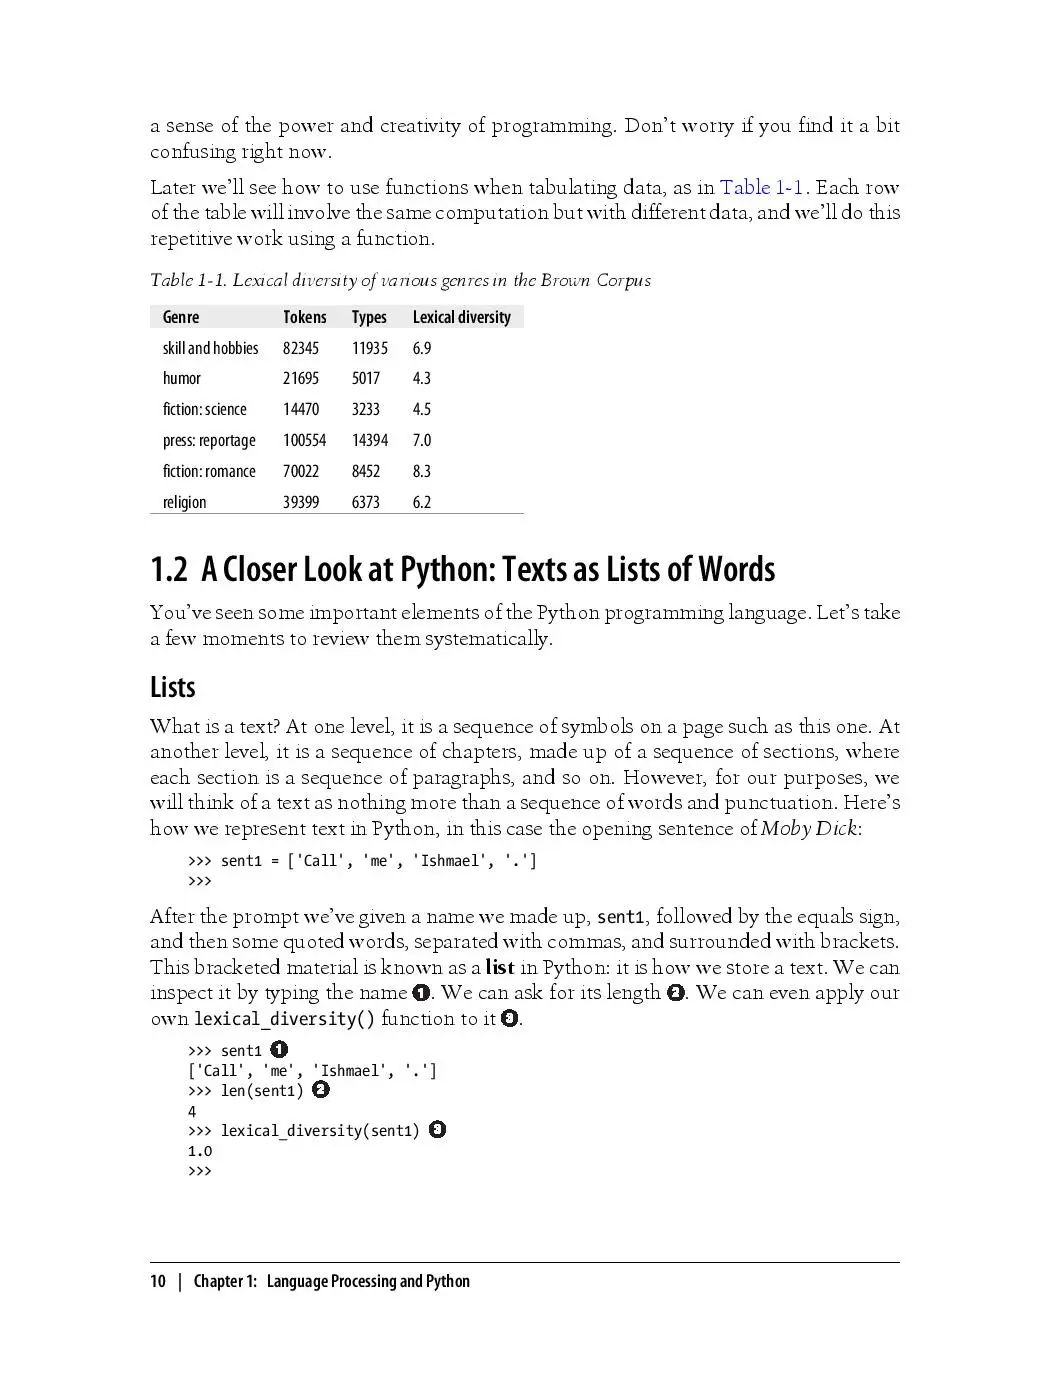 a sense of the power and creativity of programming. Don’t worry if you find it a bit
confusing right now.
Later we’ll see how to use functions when tabulating data, as in Table 1-1. Each row
of the table will involve the same computation but with different data, and we’ll do this
repetitive work using a function.
Table 1-1. Lexical diversity of various genres in the Brown Corpus
Genre Tokens Types Lexical diversity
skill and hobbies 82345 11935 6.9
humor 21695 5017 4.3
fiction: science 14470 3233 4.5
press: reportage 100554 14394 7.0
fiction: romance 70022 8452 8.3
religion 39399 6373 6.2
1.2 A Closer Look at Python: Texts as Lists of Words
You’ve seen some important elements of the Python programming language. Let’s take
a few moments to review them systematically.
Lists
What is a text? At one level, it is a sequence of symbols on a page such as this one. At
another level, it is a sequence of chapters, made up of a sequence of sections, where
each section is a sequence of paragraphs, and so on. However, for our purposes, we
will think of a text as nothing more than a sequence of words and punctuation. Here’s
how we represent text in Python, in this case the opening sentence of Moby Dick:
>>> sent1 = ['Call', 'me', 'Ishmael', '.']
>>>
After the prompt we’ve given a name we made up, sent1, followed by the equals sign,
and then some quoted words, separated with commas, and surrounded with brackets.
This bracketed material is known as a list in Python: it is how we store a text. We can
inspect it by typing the name ❶. We can ask for its length ❷. We can even apply our
own lexical_diversity() function to it ❸.
>>> sent1 ❶
['Call', 'me', 'Ishmael', '.']
>>> len(sent1) ❷
4
>>> lexical_diversity(sent1) ❸
1.0
>>>
10 | Chapter 1: Language Processing and Python